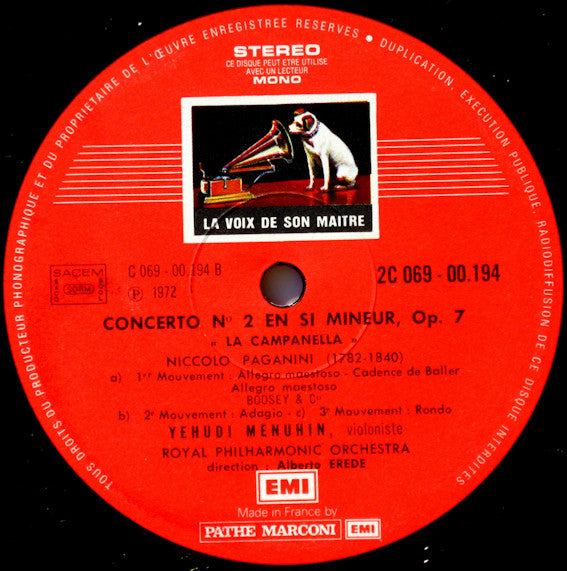 TOUS DROITS DU PRODUCTEUR PHONOGRAPHIQUE ET DU PROPRIETAIRE DE L'ŒUVRE ENREGISTREE RESERVES • DUPLICATION, EXECUTION PUBLIQUE, RADIODIFFUSION DE CE DISQUE INTERDITES
STEREO
CE DISQUE PEUT ETRE UTILISE
AVEC UN LECTEUR
MONO
LA VOIX DE SON MAITRE
SACEM
SDRM
C 069 - 00.194 B
Ⓟ 1972
2C 069 - 00.194
CONCERTO Nº 2 EN SI MINEUR, Op. 7
« LA CAMPANELLA »
NICCOLO PAGANINI (1782-1840)
a) 1er Mouvement : Allegro maestoso - Cadence de Baller
Allegro maestoso
BOOSEY & Cº
b) 2e Mouvement : Adagio - c) 3e Mouvement : Rondo
YEHUDI MENUHIN, violoniste
ROYAL PHILHARMONIC ORCHESTRA
direction : Alberto EREDE
EMI
Made in France by
PATHE MARCONI EMI